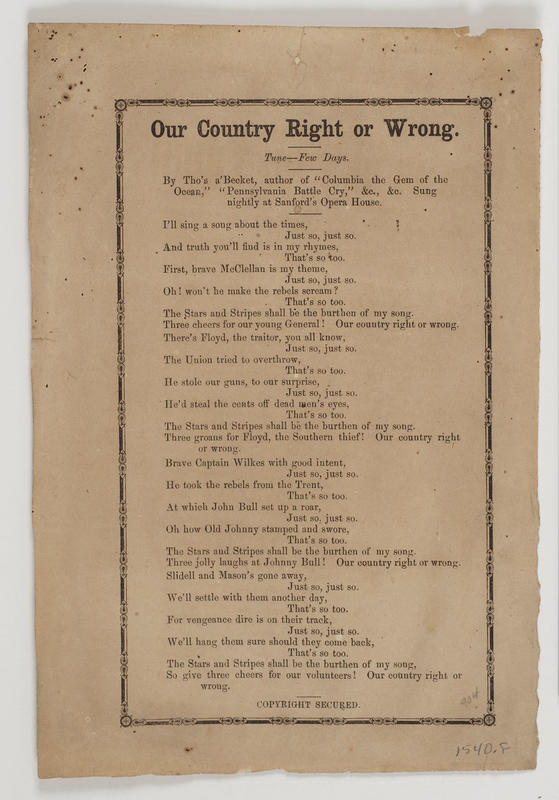 Our Country Right or Wrong.
Tune—Few Days.
By Tho's a'Becket, author of "Columbia the Gem of the
Ocean," "Pennsylvania Battle Cry," &c., &c. Sung
nightly at Sanford's Opera House.
I'll sing a song about the times,
Just so, just so.
And truth you'll find is in my rhymes,
That's so too.
First, brave McClellan is my theme,
Just so, just so.
Oh! won't he make the rebels scream?
That's so too.
The Stars and Stripes shall be the burthen of my song.
Three cheers for our young General! Our country right or wrong.
There's Floyd, the traitor, you all know,
Just so, just so.
The Union tried to overthrow,
That's so too.
He stole our guns, to our surprise,
Just so, just so.
He'd steal the cents off dead men's eyes,
That's so too.
The Stars and Stripes shall be the burthen of my song.
Three groans for Floyd, the Southern thief! Our country right
or wrong.
Brave Captain Wilkes with good intent,
Just so, just so.
He took the rebels from the Trent,
That's so too.
At which John Bull set up a roar,
Just so, just so.
Oh how Old Johnny stamped and swore,
That's so too.
The Stars and Stripes shall be the burthen of my song.
Three jolly laughs at Johnny Bull! Our country right or wrong.
Slidell and Mason's gone away,
Just so, just so.
We'll settle with them another day,
That's so too.
For vengeance dire is on their track,
Just so, just so.
We'll hang them sure should they come back,
That's so too.
The Stars and Stripes shall be the burthen of my song,
So give three cheers for our volunteers! Our country right or
wrong.
COPYRIGHT SECURED.